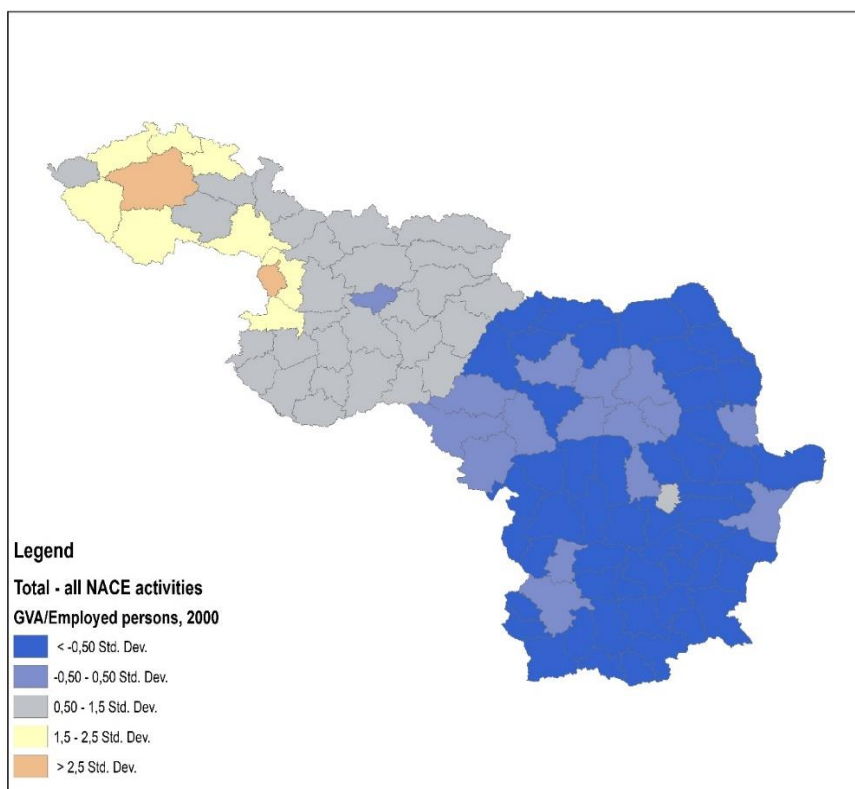 Legend
Total - all NACE activities
GVA/Employed persons, 2000
< -0,50 Std. Dev.
-0,50 - 0,50 Std. Dev.
0,50 - 1,5 Std. Dev.
1,5 - 2,5 Std. Dev.
> 2,5 Std. Dev.